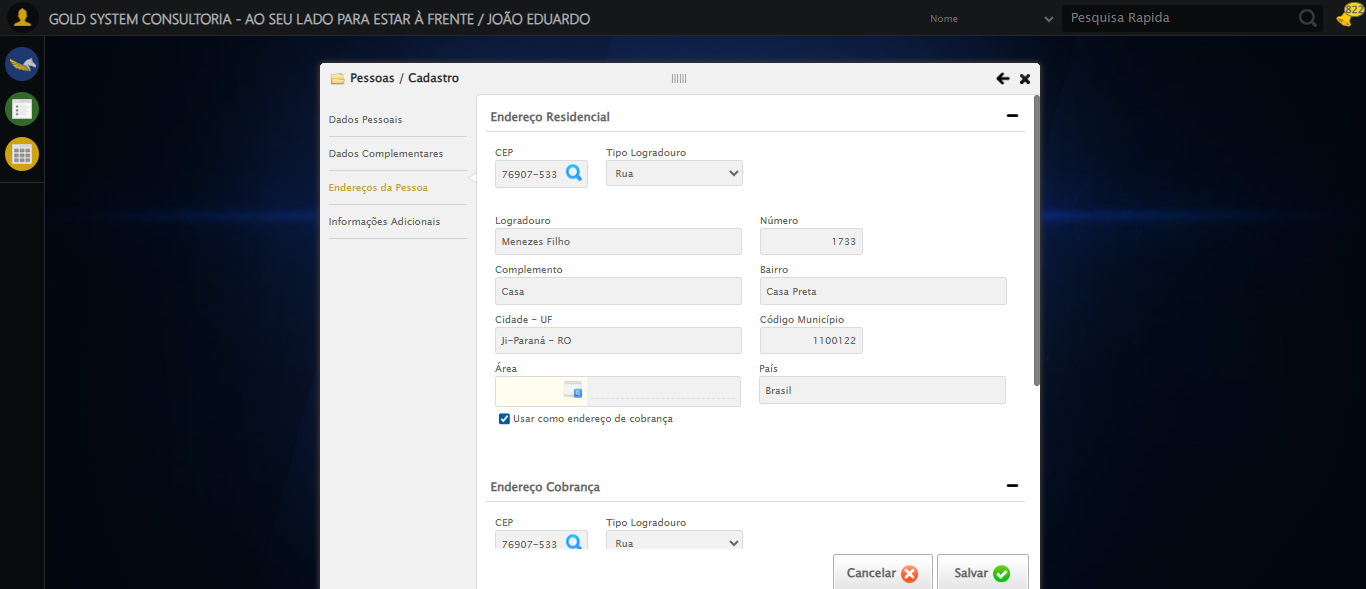 GOLD SYSTEM CONSULTORIA - AO SEU LADO PARA ESTAR À FRENTE / JOÃO EDUARDO
Nome
Pesquisa Rapida
822
Pessoas / Cadastro
Dados Pessoais
Dados Complementares
Endereços da Pessoa
Informações Adicionais
Endereço Residencial
CEP
Tipo Logradouro
76907-533
Rua
Logradouro
Número
Menezes Filho
1733
Complemento
Bairro
Casa
Casa Preta
Cidade - UF
Código Município
Ji-Paraná - RO
1100122
Área
País
Brasil
Usar como endereço de cobrança
Endereço Cobrança
CEP
Tipo Logradouro
76907-533
Rua
Cancelar
Salvar